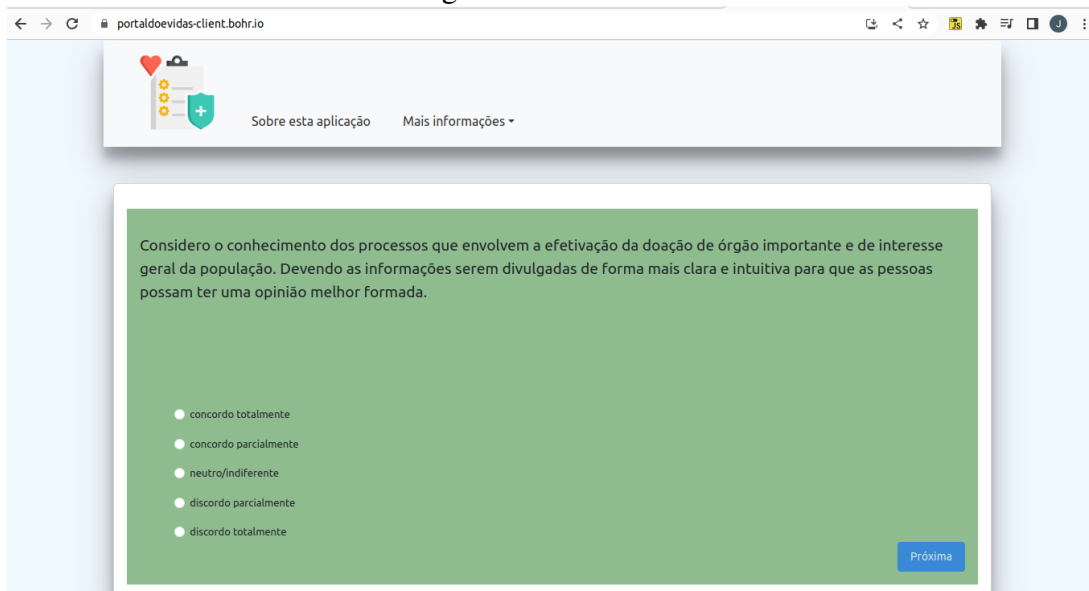 portaldoevidas-client.bohr.io
JS
J
Sobre esta aplicação Mais informações
Considero o conhecimento dos processos que envolvem a efetivação da doação de órgão importante e de interesse
geral da população. Devendo as informações serem divulgadas de forma mais clara e intuitiva para que as pessoas
possam ter uma opinião melhor formada.
concordo totalmente
concordo parcialmente
neutro/indiferente
discordo parcialmente
discordo totalmente
Próxima